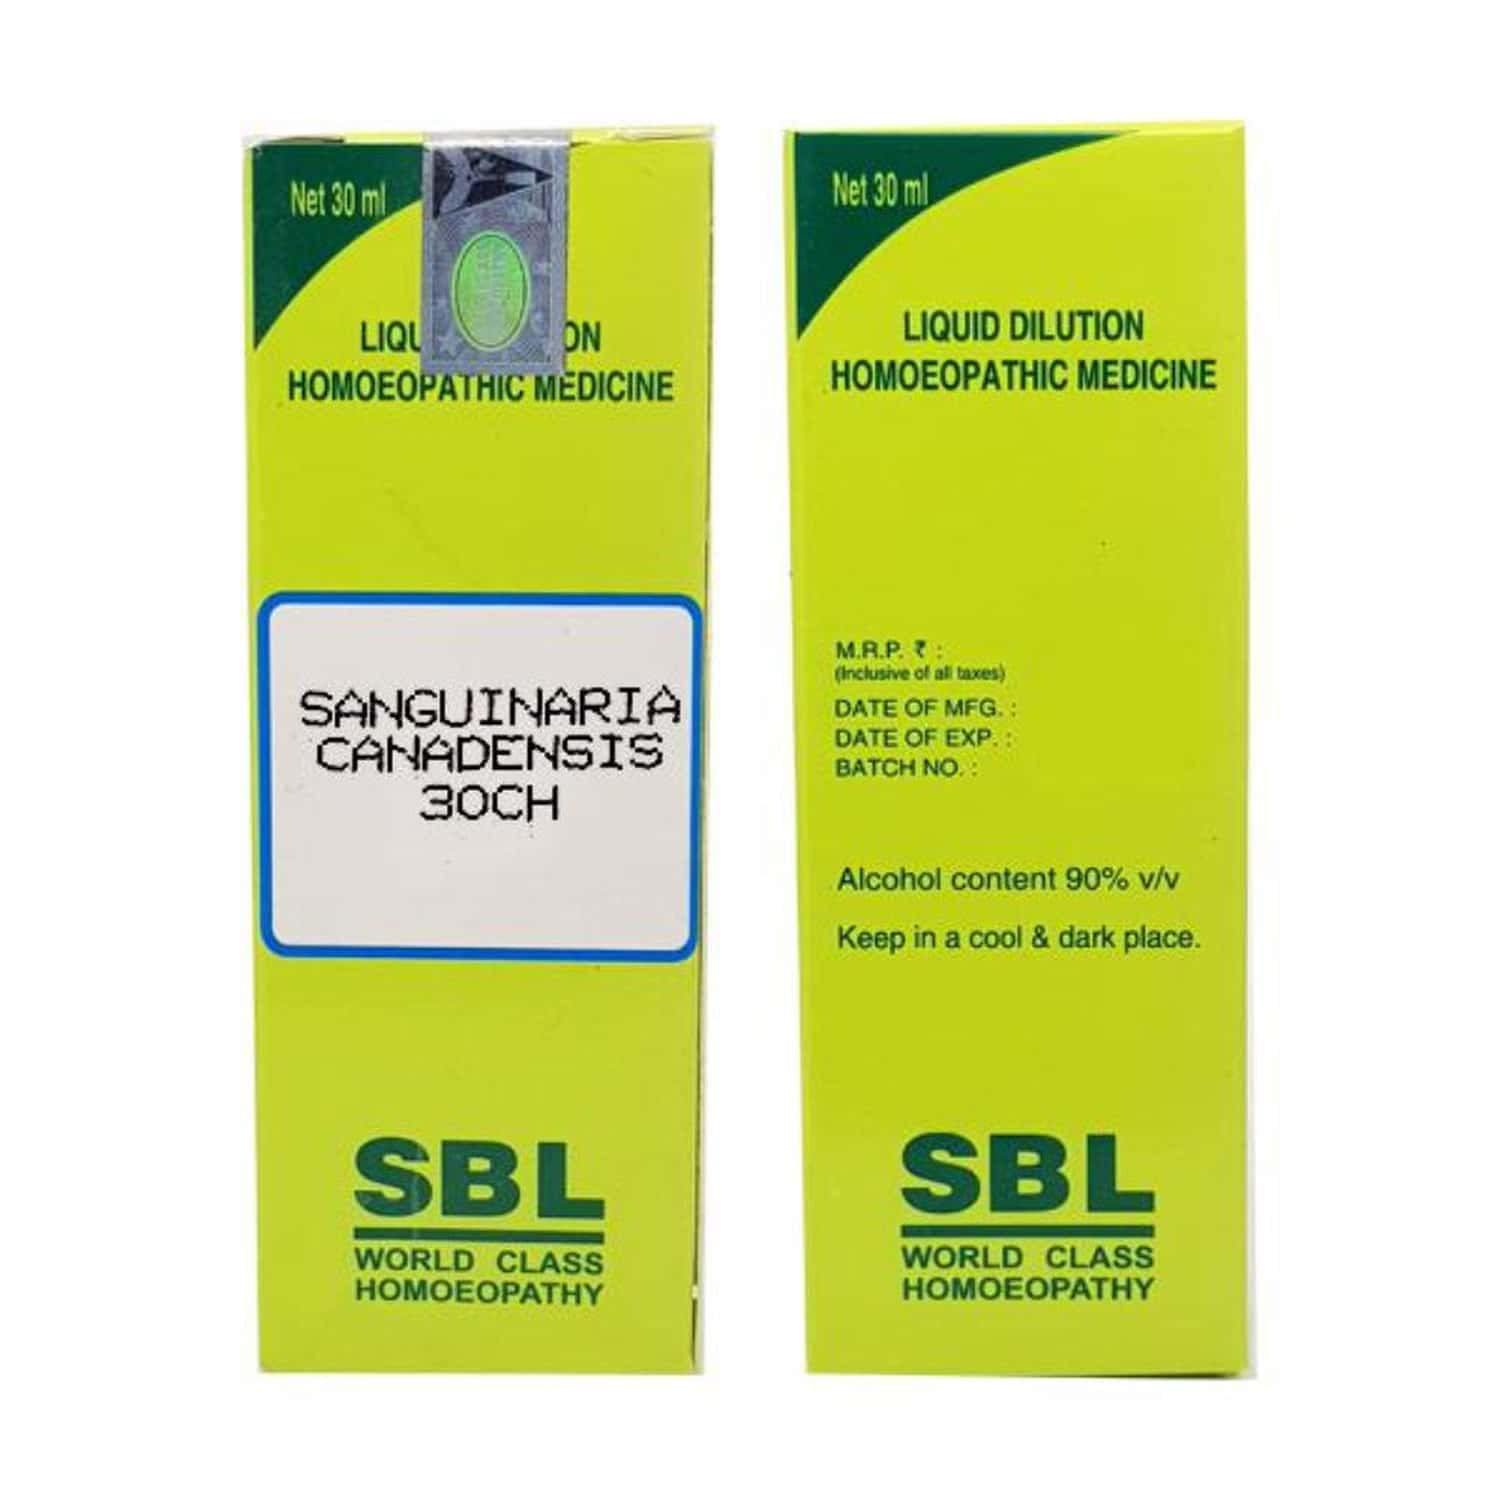 Net 30 ml
HOMOEOPATHIC MEDICINE
SANGUINARIA
CANADENSIS
30CH
SBL
WORLD CLASS
HOMOEOPATHY
Net 30 ml
LIQUID DILUTION
HOMOEOPATHIC MEDICINE
M.R.P. ₹ :
(Inclusive of all taxes)
DATE OF MFG. :
DATE OF EXP. :
BATCH NO. :
Alcohol content 90% v/v
Keep in a cool & dark place.
SBL
WORLD CLASS
HOMOEOPATHY